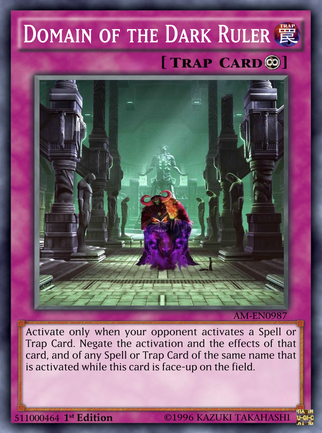 DOMAIN OF THE DARK RULER
TRAP
罠
[TRAP CARD]
AM-EN0987
Activate only when your opponent activates a Spell or
Trap Card. Negate the activation and the effects of that
card, and of any Spell or Trap Card of the same name that
is activated while this card is face-up on the field.
511000464 1st Edition ©1996 KAZUKI TAKAHASHI